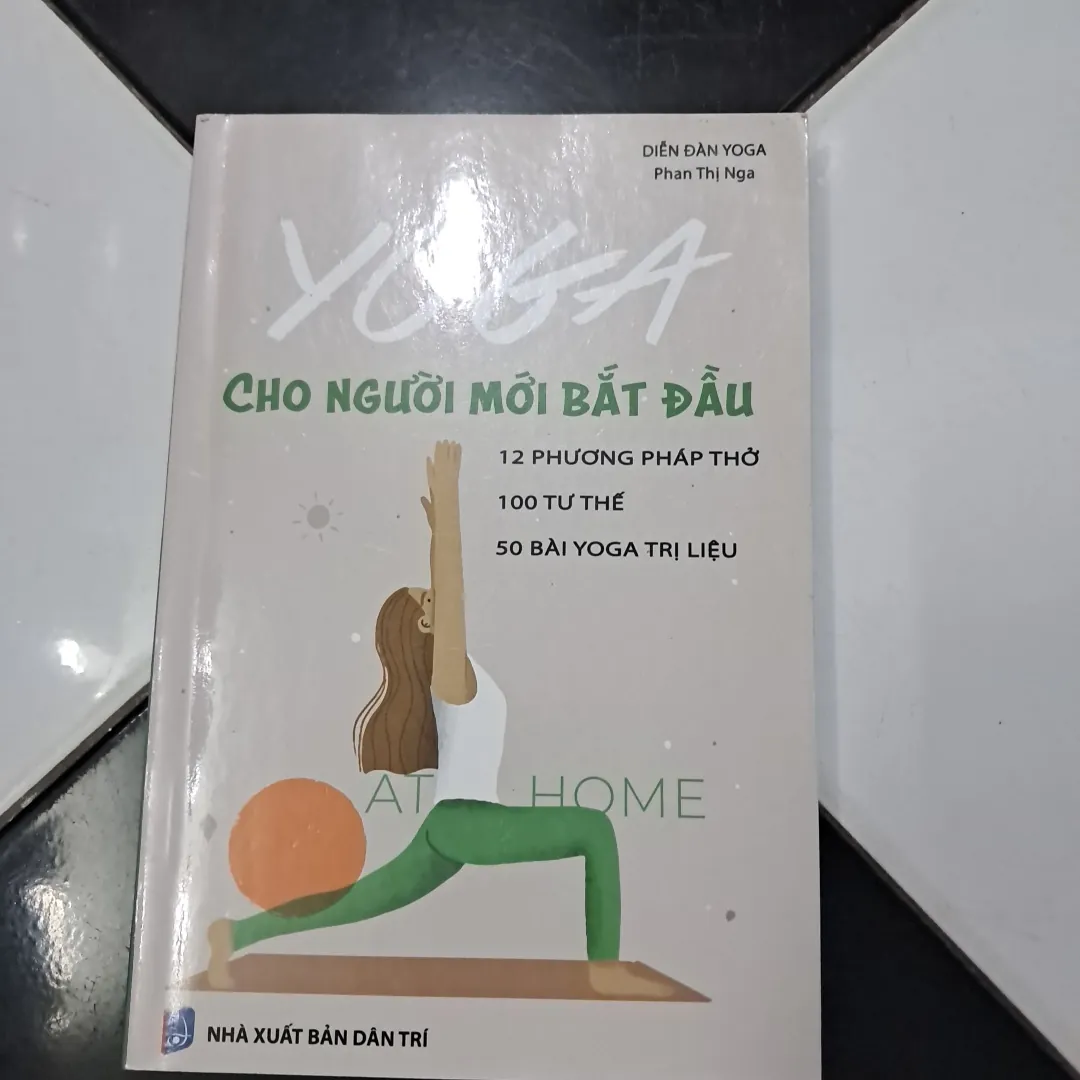 DIỄN ĐÀN YOGA
Phan Thị Nga
YOGA
CHO NGƯỜI MỚI BẮT ĐẦU
12 PHƯƠNG PHÁP THỞ
100 TƯ THẾ
50 BÀI YOGA TRỊ LIỆU
AT HOME
NHÀ XUẤT BẢN DÂN TRÍ